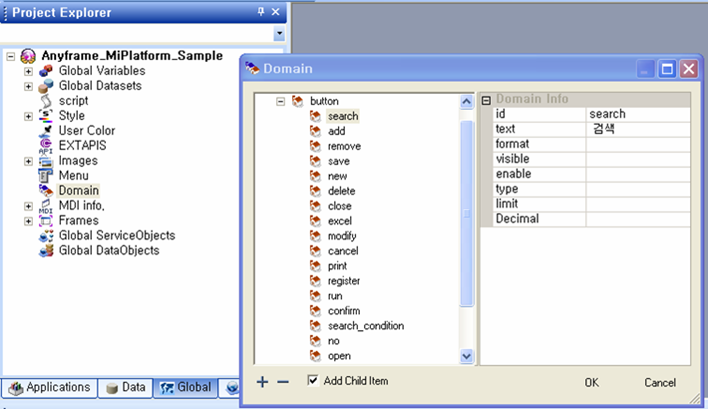 Project Explorer
Anyframe_MiPlatform_Sample
Global Variables
Global Datasets
script
Style
User Color
EXTAPIS
Images
Menu
Domain
MDI info.
Frames
Global ServiceObjects
Global DataObjects
Applications
Data
Global
Domain
button
search
add
remove
save
new
delete
close
excel
modify
cancel
print
register
run
confirm
search_condition
no
open
Add Child Item
Domain Info
id search
text 검색
format
visible
enable
type
limit
Decimal
OK Cancel